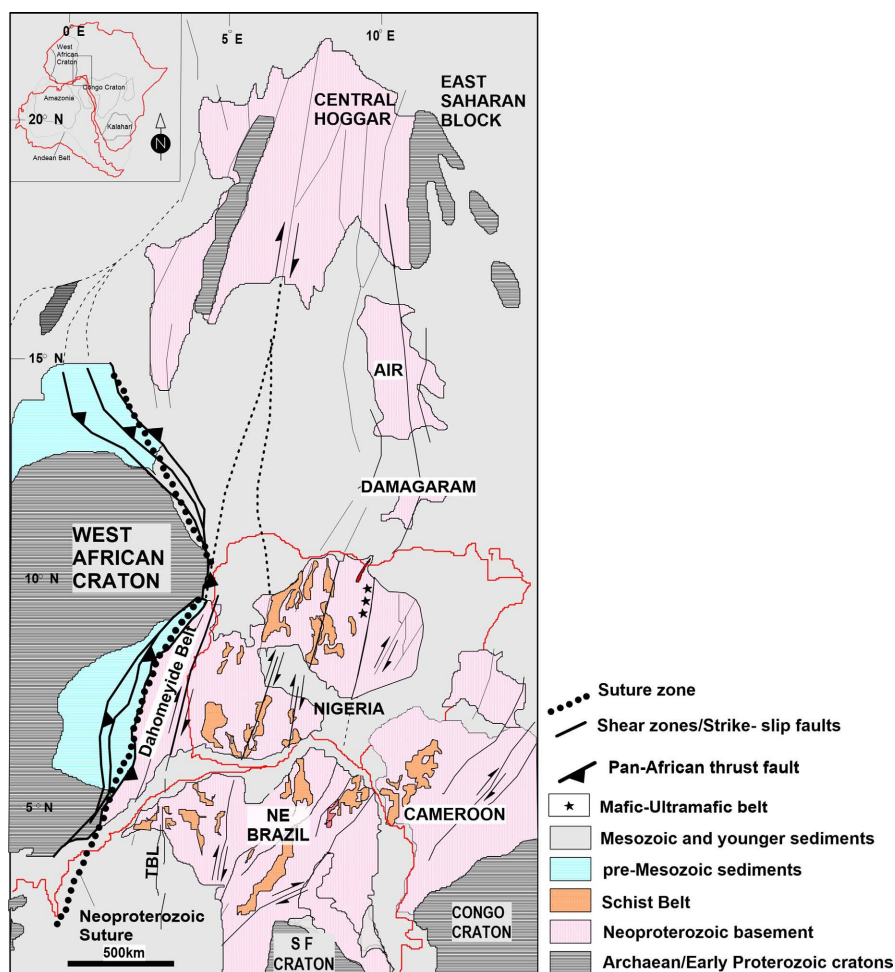 0° E
5° E
10° E
West
African
Craton
Congo Craton
Amazonia
20° N
Kalahari
Andean Belt
N
CENTRAL
HOGGAR
EAST
SAHARAN
BLOCK
15° N
AIR
DAMAGARAM
WEST
AFRICAN
CRATON
10° N
Dahomeyide Belt
NIGERIA
5° N
NE
BRAZIL
CAMEROON
TBL
Neoproterozoic
Suture
500km
S F
CRATON
CONGO
CRATON
Suture zone
Shear zones/Strike- slip faults
Pan-African thrust fault
Mafic-Ultramafic belt
Mesozoic and younger sediments
pre-Mesozoic sediments
Schist Belt
Neoproterozoic basement
Archaean/Early Proterozoic cratons